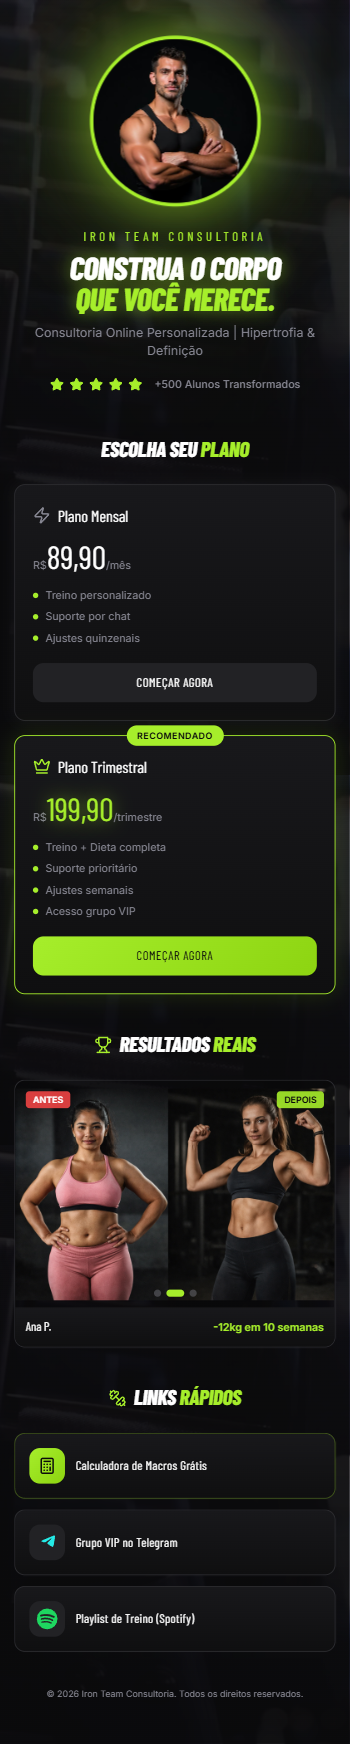 IRON TEAM CONSULTORIA
CONSTRUA O CORPO
QUE VOCÊ MERECE.
Consultoria Online Personalizada | Hipertrofia &
Definição
+500 Alunos Transformados
ESCOLHA SEU PLANO
Plano Mensal
R$89,90/mês
Treino personalizado
Suporte por chat
Ajustes quinzenais
COMEÇAR AGORA
RECOMENDADO
Plano Trimestral
R$199,90/trimestre
Treino + Dieta completa
Suporte prioritário
Ajustes semanais
Acesso grupo VIP
COMEÇAR AGORA
RESULTADOS REAIS
ANTES
DEPOIS
Ana P.
-12kg em 10 semanas
LINKS RÁPIDOS
Calculadora de Macros Grátis
Grupo VIP no Telegram
Playlist de Treino (Spotify)
© 2026 Iron Team Consultoria. Todos os direitos reservados.